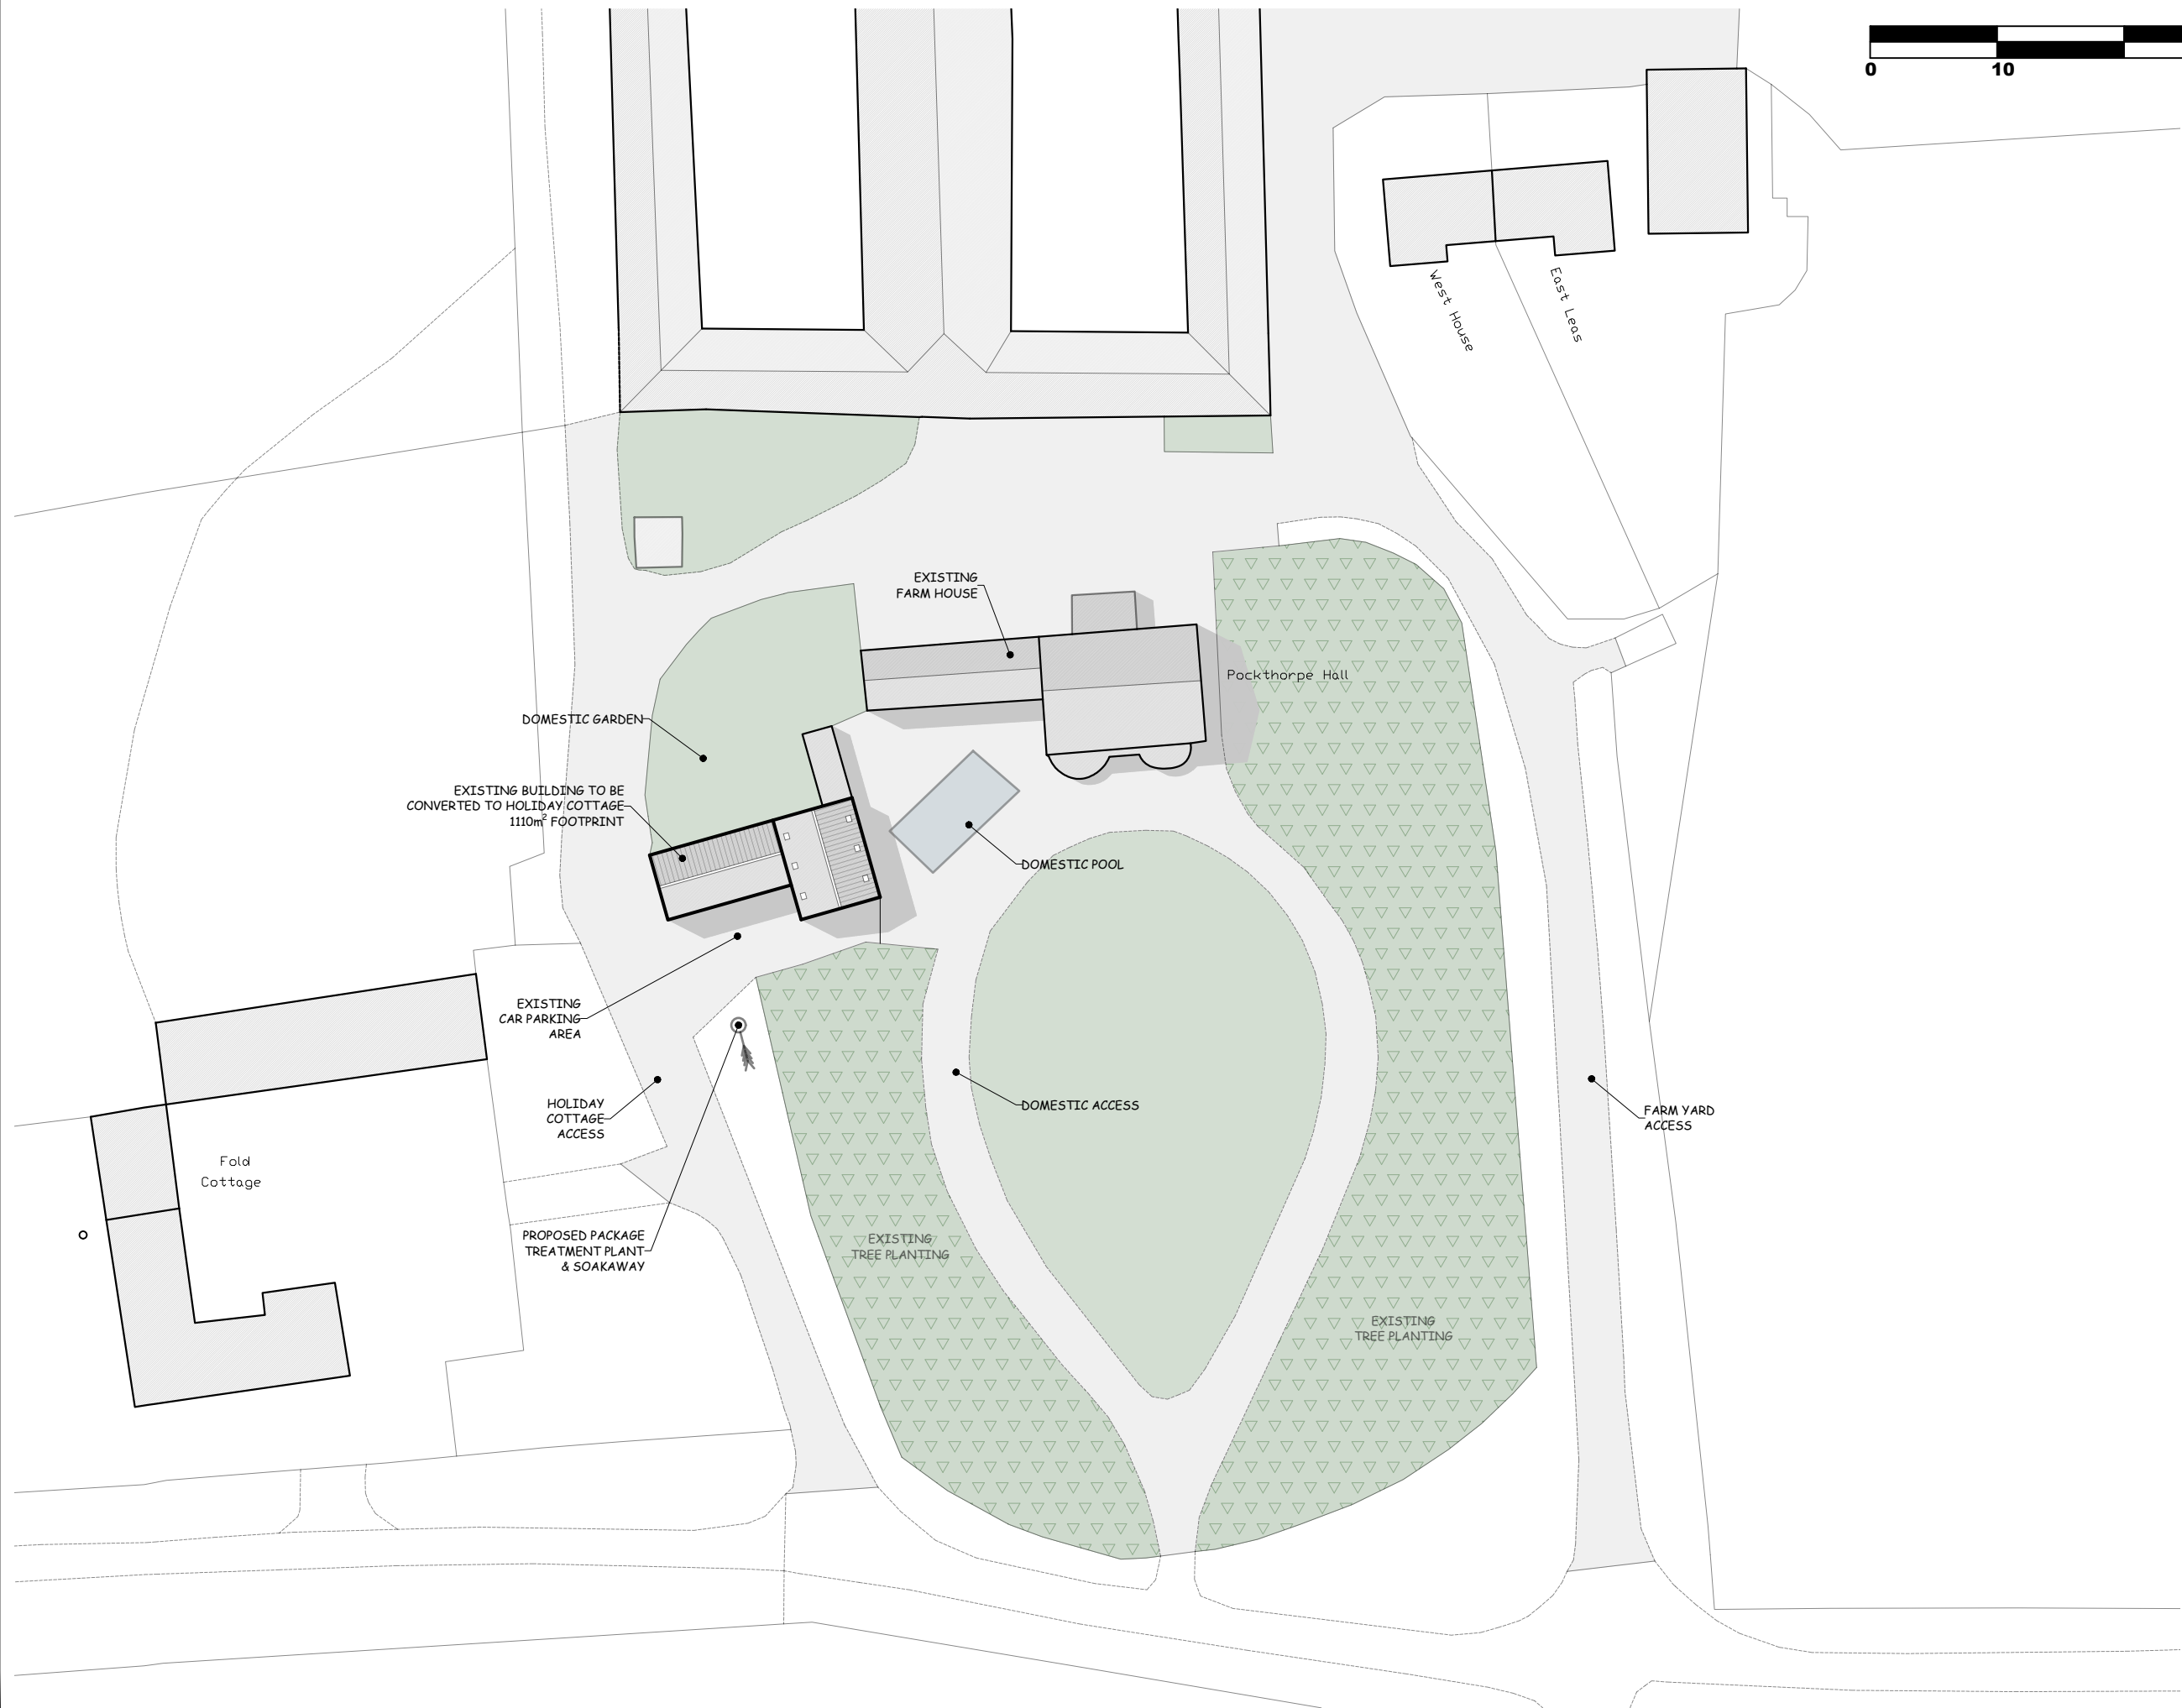 0 10
West House
East Leas
EXISTING
FARM HOUSE
Pockthorpe Hall
DOMESTIC GARDEN
EXISTING BUILDING TO BE
CONVERTED TO HOLIDAY COTTAGE
1110m² FOOTPRINT
DOMESTIC POOL
EXISTING
CAR PARKING
AREA
HOLIDAY
COTTAGE
ACCESS
DOMESTIC ACCESS
FARM YARD
ACCESS
Fold
Cottage
PROPOSED PACKAGE
TREATMENT PLANT
& SOAKAWAY
EXISTING
TREE PLANTING
EXISTING
TREE PLANTING